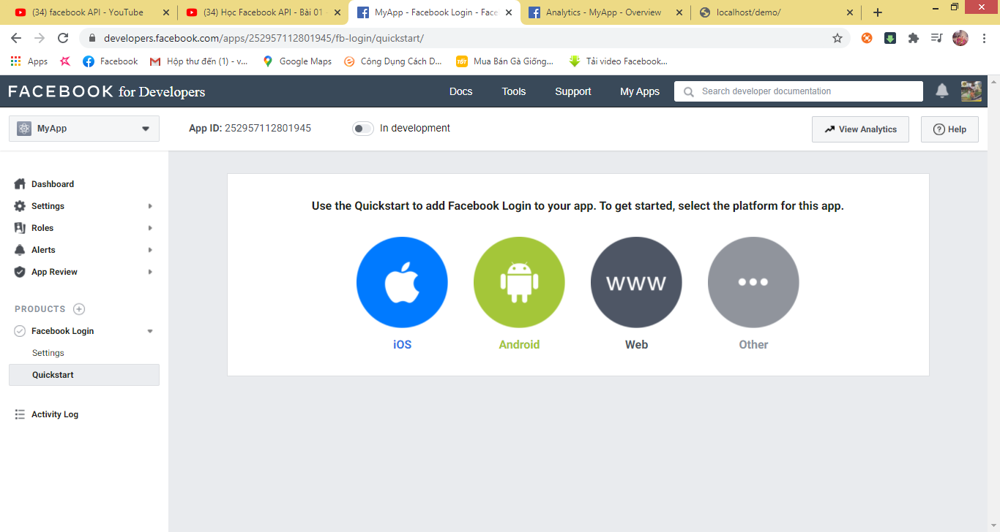 (34) facebook API - YouTube
(34) Học Facebook API - Bài 01
MyApp - Facebook Login - Face
Analytics - MyApp - Overview
localhost/demo/
developers.facebook.com/apps/252957112801945/fb-login/quickstart/
Apps
Facebook
Hộp thư đến (1) - v...
Google Maps
Công Dụng Cách D...
TỐT
Mua Bán Gà Giống...
Tải video Facebook...
FACEBOOK for Developers
Docs
Tools
Support
My Apps
Search developer documentation
MyApp
App ID: 252957112801945
In development
View Analytics
Help
Dashboard
Settings
Roles
Alerts
App Review
PRODUCTS
Facebook Login
Settings
Quickstart
Activity Log
Use the Quickstart to add Facebook Login to your app. To get started, select the platform for this app.
WWW
iOS
Android
Web
Other